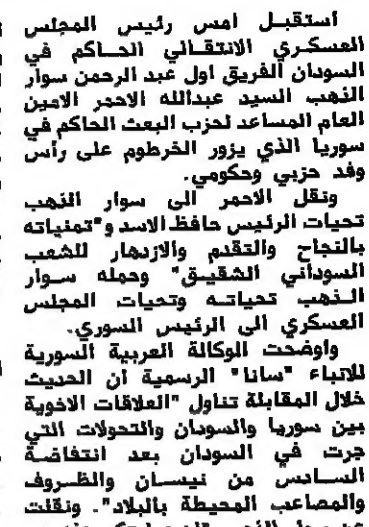 استقبل امس رئيس المجلس
العسكري الانتقالي الحاكم في
السودان الفريق اول عبد الرحمن سوار
الذهب السيد عبدالله الاحمر الامين
العام المساعد لحزب البعث الحاكم في
سوريا الذي يزور الخرطوم على رأس
وفد حزبي وحكومي.
ونقل الاحمر الى سوار الذهب
تحيات الرئيس حافظ الاسد و"تمنياته
بالنجاح والتقدم والازدهار للشعب
السوداني الشقيق" وحمله سوار
الذهب تحياته وتحيات المجلس
العسكري الى الرئيس السوري.
واوضحت الوكالة العربية السورية
للانباء "سانا" الرسمية ان الحديث
خلال المقابلة تناول "العلاقات الاخوية
بين سوريا والسودان والتحولات التي
جرت في السودان بعد انتفاضة
السادس من نيسان والظروف
والمصاعب المحيطة بالبلاد". ونقلت